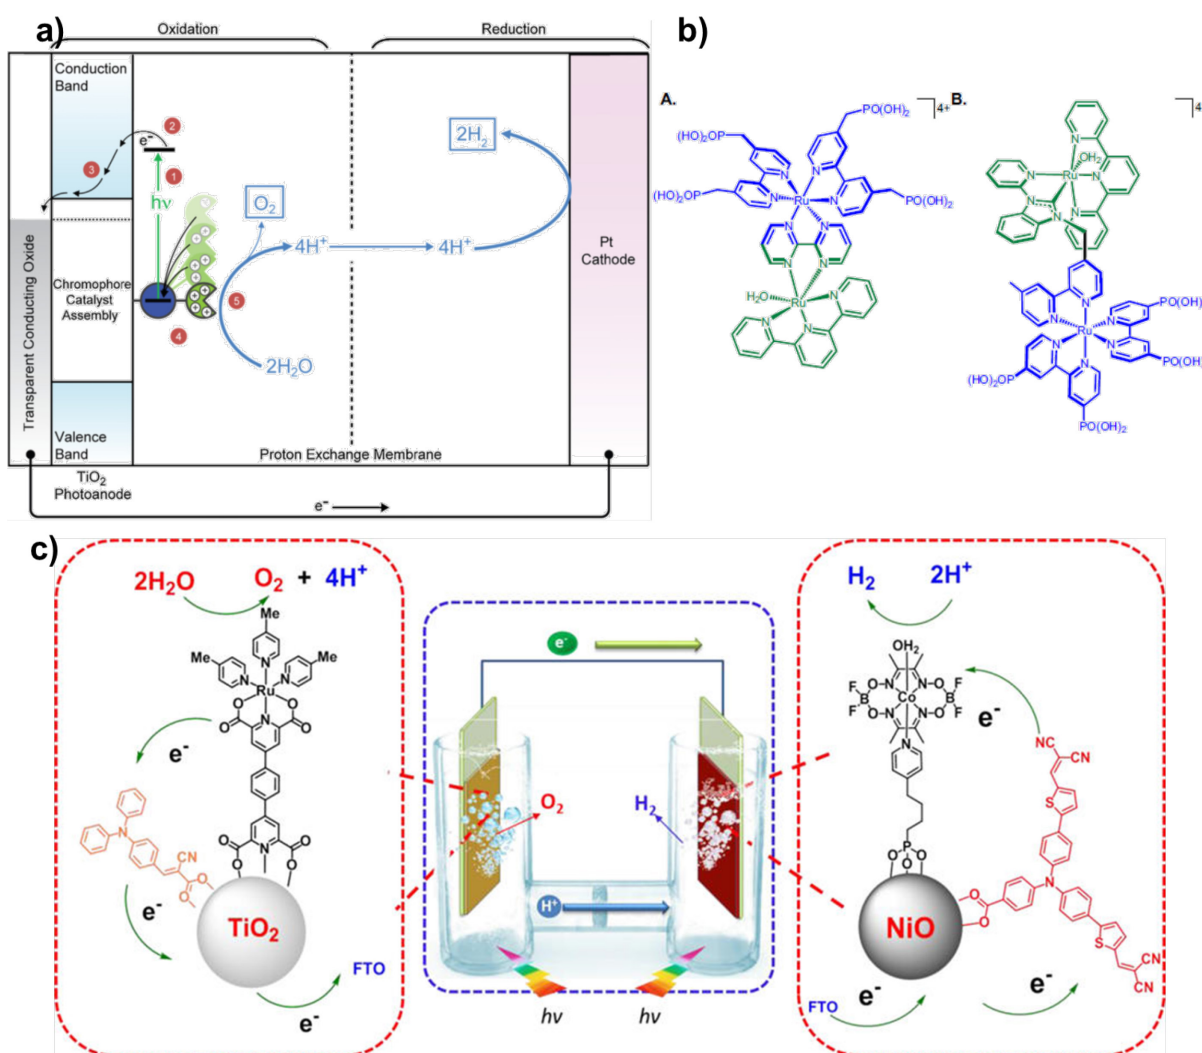 a)
Oxidation
Reduction
Conduction
Band
e-
2
3
1
hν
O2
2H2
4H+
4H+
Transparent Conducting Oxide
Chromophore
Catalyst
Assembly
4
5
2H2O
Pt
Cathode
Valence
Band
Proton Exchange Membrane
TiO2
Photoanode
e-
b)
A.
4+
PO(OH)2
(HO)2OP
(HO)2OP
PO(OH)2
N
N
N
N
Ru
N
N
N
N
N
N
H2O
Ru
N
N
N
B.
4
N
OH2
N
Ru
N
N
N
N
N
N
N
Ru
N
N
N
PO(OH)
PO(OH)
(HO)2OP
PO(OH)2
c)
2H2O
O2 + 4H+
Me
Me
Me
N
N
N
Ru
O
O
O
N
O
e-
N
CN
O
O
O
O
N
O
O
e-
TiO2
FTO
e-
e-
O2
H2
H+
hν
hν
H2
2H+
OH2
F
O
N
N
O
F
B
Co
B
F
O
N
N
O
F
N
e-
NC
CN
S
P
O
O
O
NiO
O
O
N
S
CN
CN
FTO
e-
e-